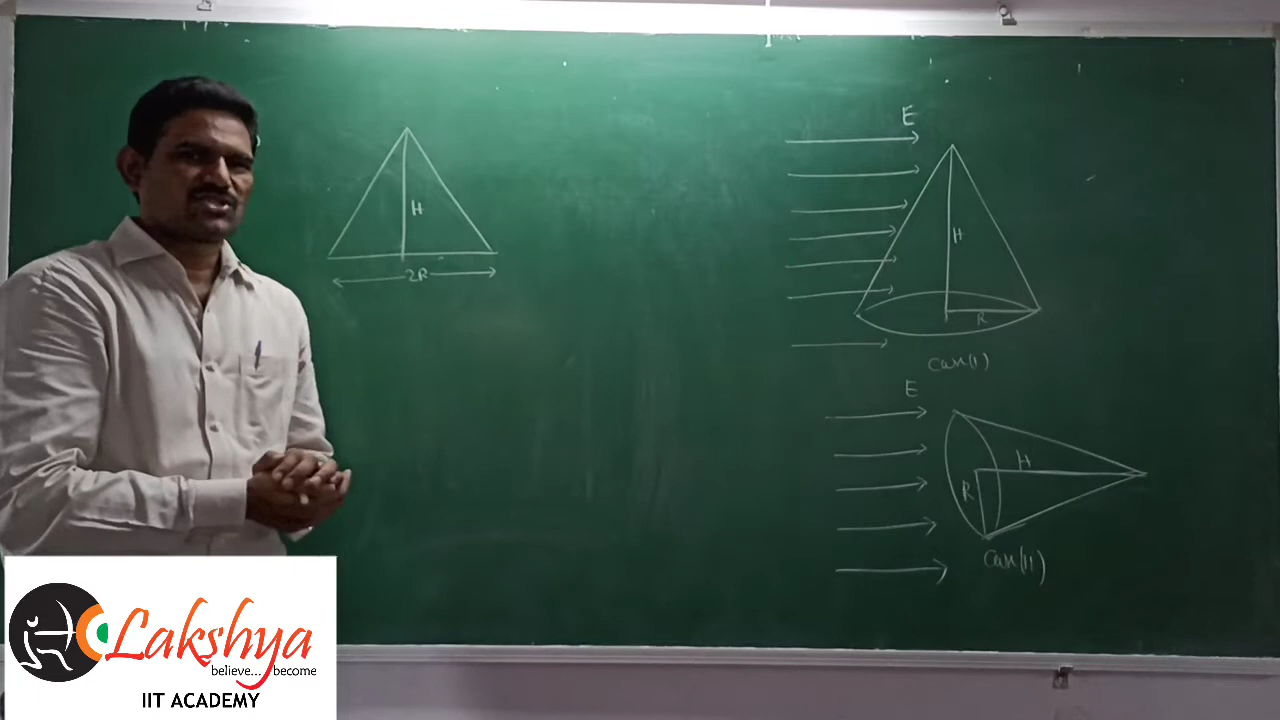 H
2R
E
H
R
Case(I)
E
H
R
Case(II)
Lakshya
believe... become
IIT ACADEMY